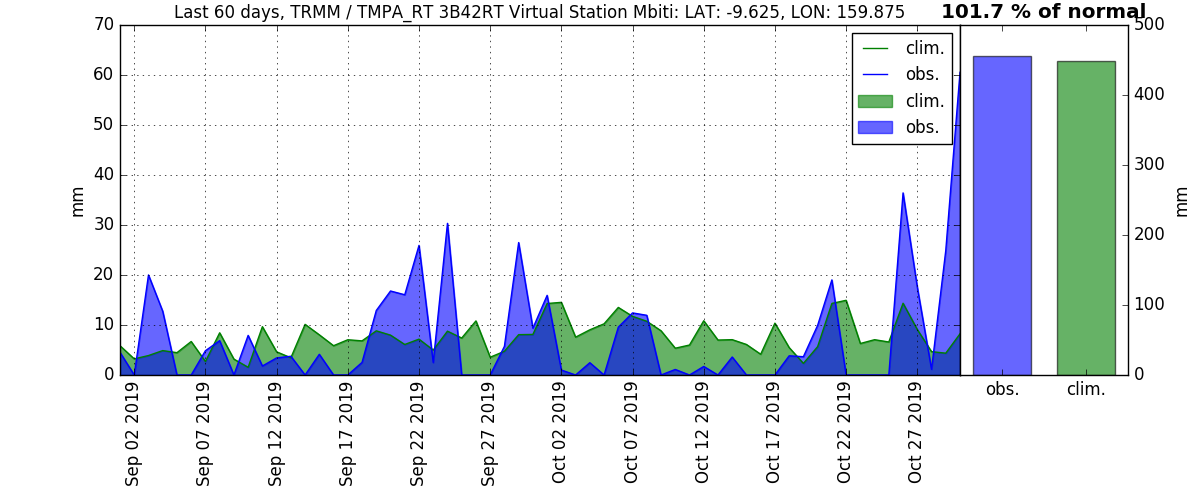 Last 60 days, TRMM / TMPA_RT 3B42RT Virtual Station Mbiti: LAT: -9.625, LON: 159.875
101.7 % of normal
70
60
50
40
30
20
10
0
mm
clim.
obs.
clim.
obs.
500
400
300
200
100
0
mm
obs.
clim.
Sep 02 2019
Sep 07 2019
Sep 12 2019
Sep 17 2019
Sep 22 2019
Sep 27 2019
Oct 02 2019
Oct 07 2019
Oct 12 2019
Oct 17 2019
Oct 22 2019
Oct 27 2019